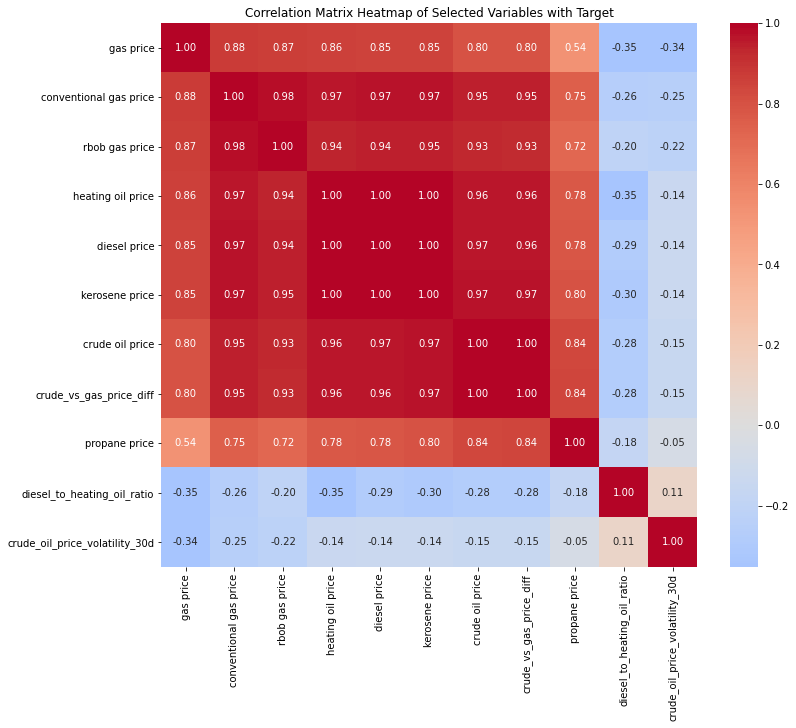 Correlation Matrix Heatmap of Selected Variables with Target
gas price 1.00 0.88 0.87 0.86 0.85 0.85 0.80 0.80 0.54 -0.35 -0.34
conventional gas price 0.88 1.00 0.98 0.97 0.97 0.97 0.95 0.95 0.75 -0.26 -0.25
rbob gas price 0.87 0.98 1.00 0.94 0.94 0.95 0.93 0.93 0.72 -0.20 -0.22
heating oil price 0.86 0.97 0.94 1.00 1.00 1.00 0.96 0.96 0.78 -0.35 -0.14
diesel price 0.85 0.97 0.94 1.00 1.00 1.00 0.97 0.96 0.78 -0.29 -0.14
kerosene price 0.85 0.97 0.95 1.00 1.00 1.00 0.97 0.97 0.80 -0.30 -0.14
crude oil price 0.80 0.95 0.93 0.96 0.97 0.97 1.00 1.00 0.84 -0.28 -0.15
crude_vs_gas_price_diff 0.80 0.95 0.93 0.96 0.96 0.97 1.00 1.00 0.84 -0.28 -0.15
propane price 0.54 0.75 0.72 0.78 0.78 0.80 0.84 0.84 1.00 -0.18 -0.05
diesel_to_heating_oil_ratio -0.35 -0.26 -0.20 -0.35 -0.29 -0.30 -0.28 -0.28 -0.18 1.00 0.11
crude_oil_price_volatility_30d -0.34 -0.25 -0.22 -0.14 -0.14 -0.14 -0.15 -0.15 -0.05 0.11 1.00
gas price
conventional gas price
rbob gas price
heating oil price
diesel price
kerosene price
crude oil price
crude_vs_gas_price_diff
propane price
diesel_to_heating_oil_ratio
crude_oil_price_volatility_30d
1.0
0.8
0.6
0.4
0.2
0.0
−0.2